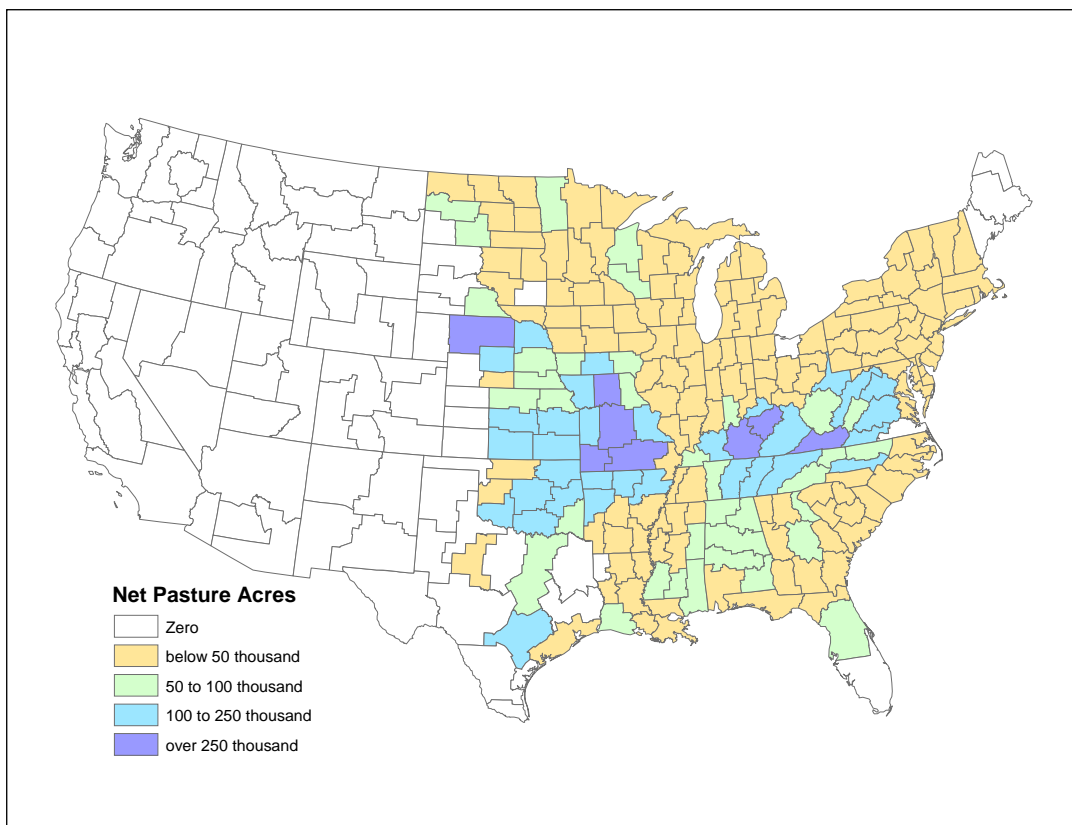 Net Pasture Acres
Zero
below 50 thousand
50 to 100 thousand
100 to 250 thousand
over 250 thousand